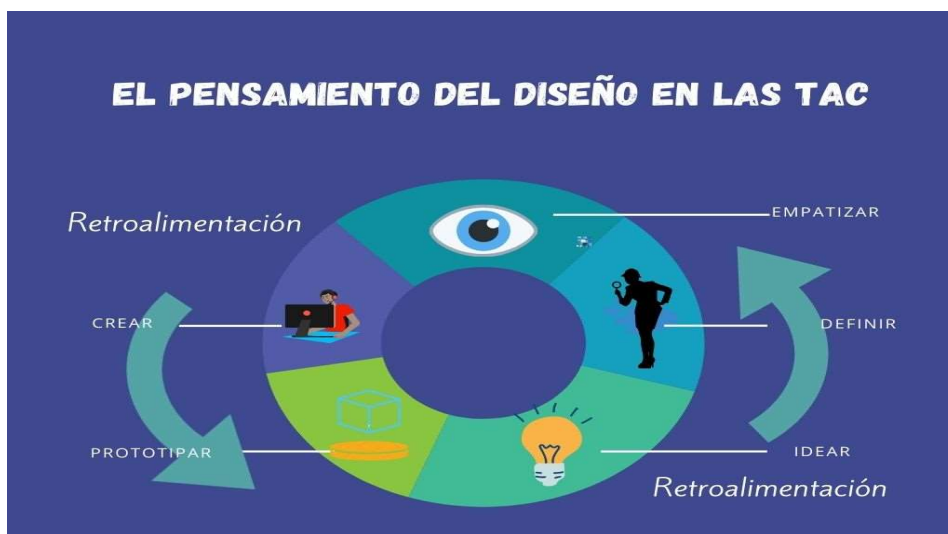 EL PENSAMIENTO DEL DISEÑO EN LAS TAC
Retroalimentación
EMPATIZAR
CREAR
DEFINIR
PROTOTIPAR
IDEAR
Retroalimentación